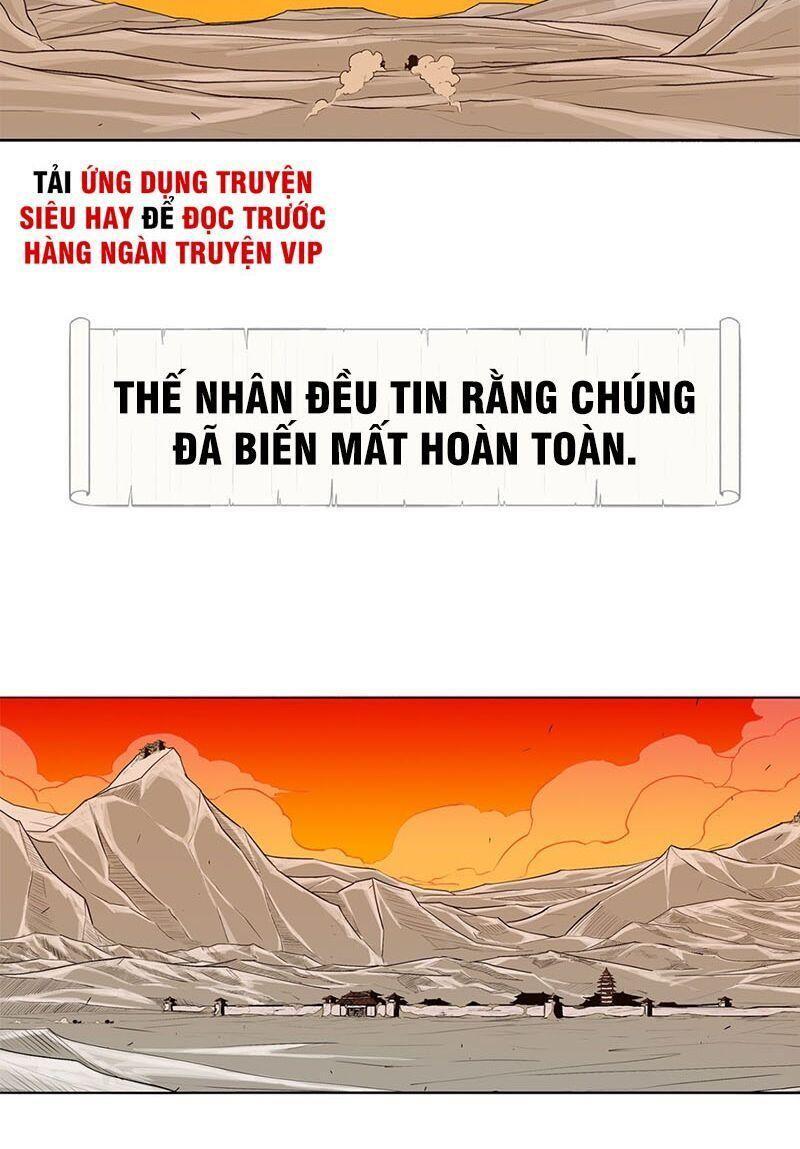 TẢI ỨNG DỤNG TRUYỆN
SIÊU HAY ĐỂ ĐỌC TRƯỚC
HÀNG NGÀN TRUYỆN VIP
THẾ NHÂN ĐỀU TIN RẰNG CHÚNG
ĐÃ BIẾN MẤT HOÀN TOÀN.